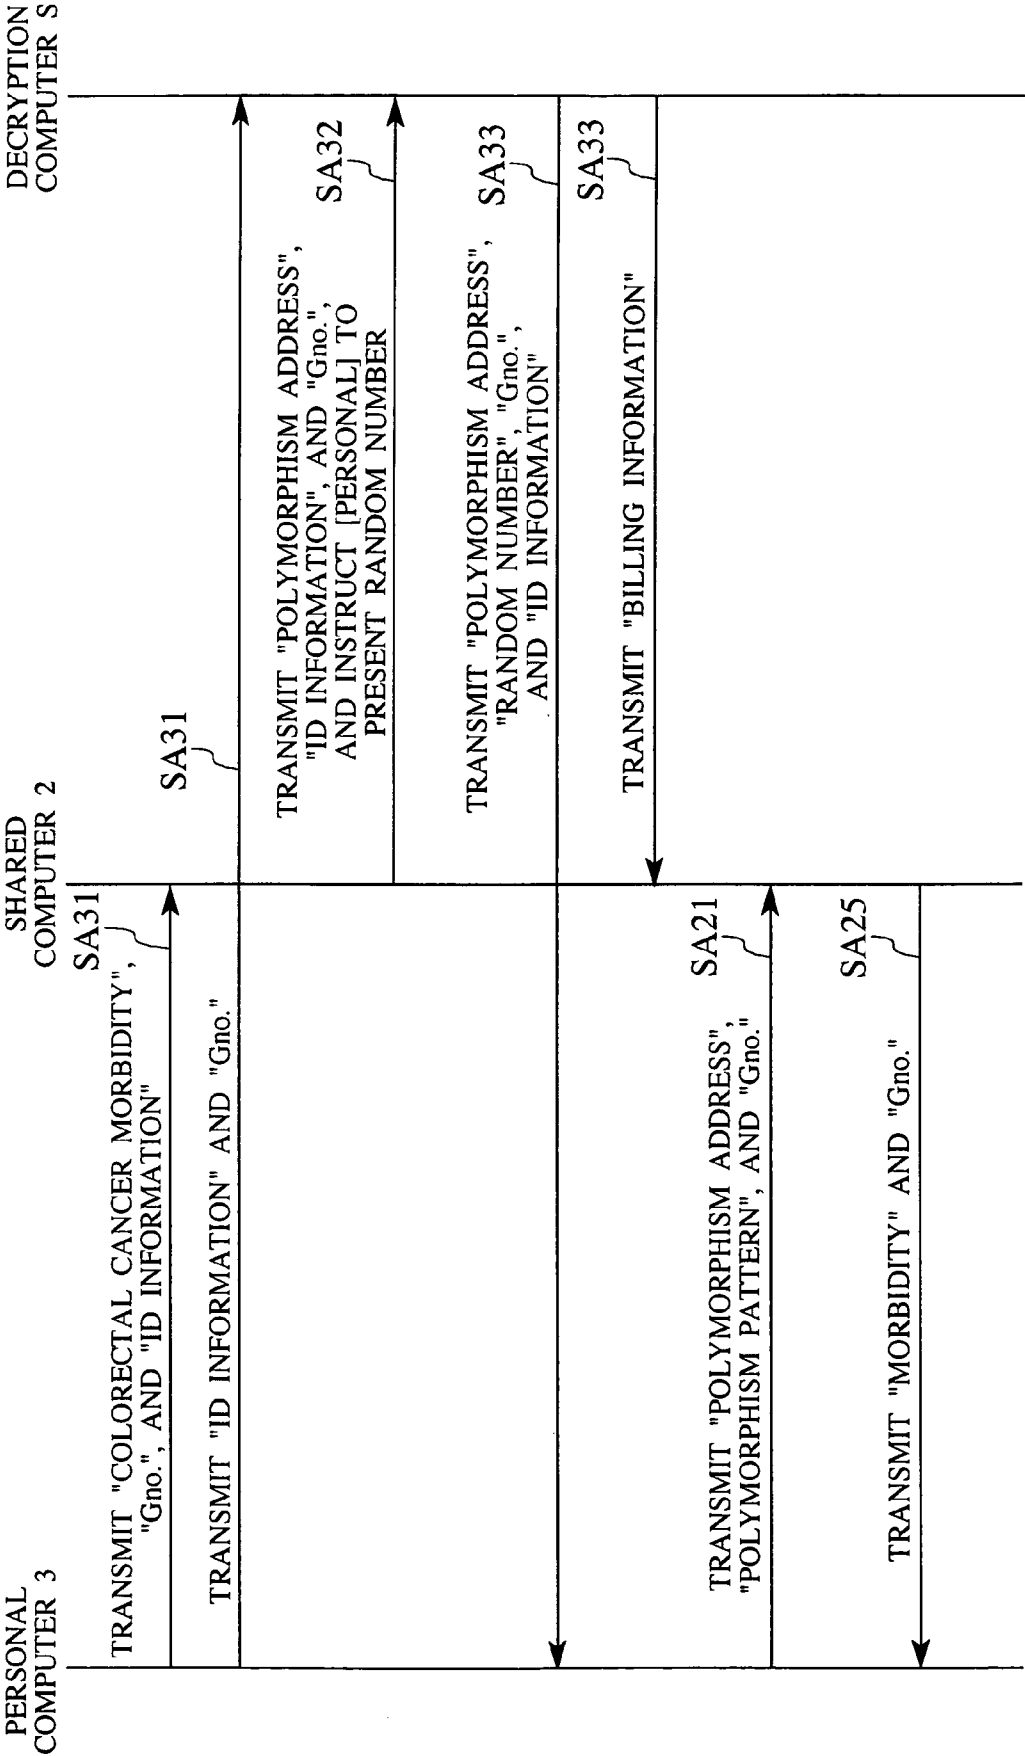 PERSONAL
COMPUTER 3
SHARED
COMPUTER 2
DECRYPTION
COMPUTER S
TRANSMIT "COLORECTAL CANCER MORBIDITY",
"Gno.", AND "ID INFORMATION"
SA31
TRANSMIT "ID INFORMATION" AND "Gno."
SA31
TRANSMIT "POLYMORPHISM ADDRESS",
"ID INFORMATION", AND "Gno.",
AND INSTRUCT [PERSONAL] TO
PRESENT RANDOM NUMBER
SA32
TRANSMIT "POLYMORPHISM ADDRESS",
"RANDOM NUMBER", "Gno.",
AND "ID INFORMATION"
SA33
TRANSMIT "BILLING INFORMATION"
SA33
TRANSMIT "POLYMORPHISM ADDRESS",
"POLYMORPHISM PATTERN", AND "Gno."
SA21
TRANSMIT "MORBIDITY" AND "Gno."
SA25